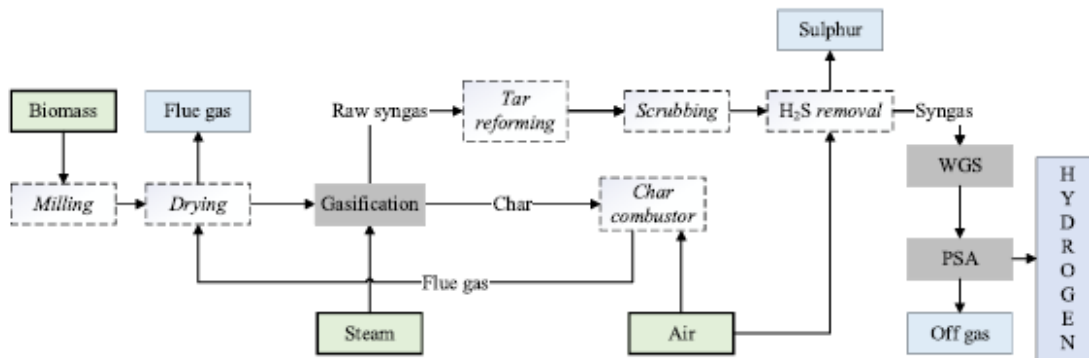 Sulphur
Biomass
Flue gas
Raw syngas
Tar
reforming
Scrubbing
H₂S removal
Syngas
WGS
Milling
Drying
Gasification
Char
Char
combustor
PSA
Flue gas
Steam
Air
Off gas
H
Y
D
R
O
G
E
N